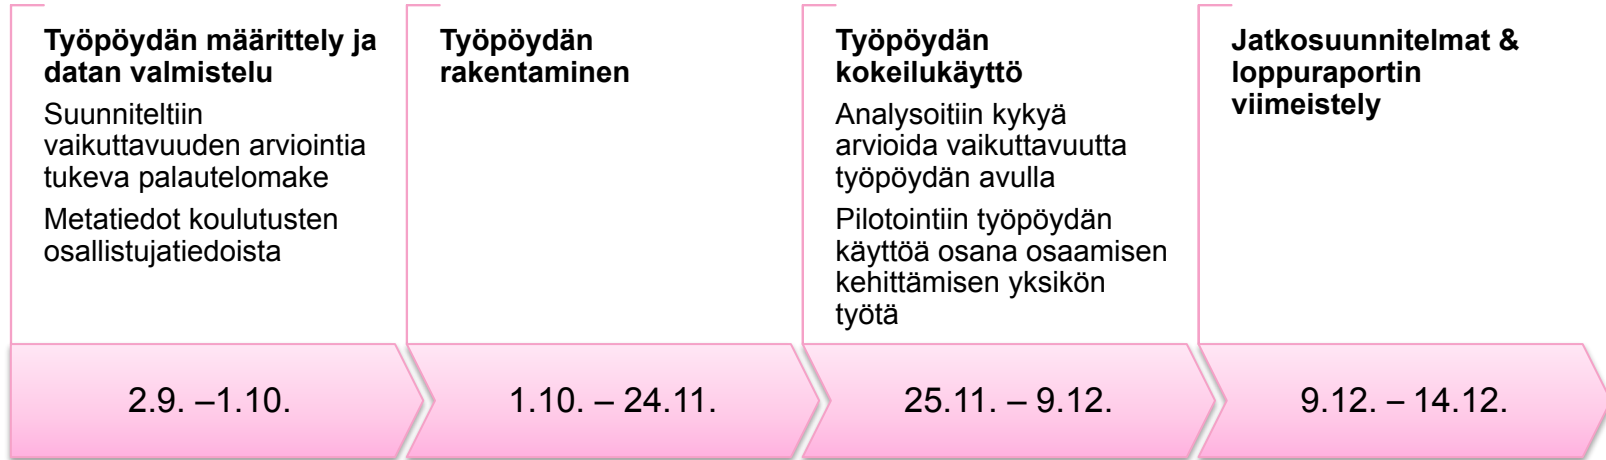 Työpöydän määrittely ja
datan valmistelu
Suunniteltiin
vaikuttavuuden arviointia
tukeva palautelomake
Metatiedot koulutusten
osallistujatiedoista
2.9. –1.10.
Työpöydän
rakentaminen
1.10. – 24.11.
Työpöydän
kokeilukäyttö
Analysoitiin kykyä
arvioida vaikuttavuutta
työpöydän avulla
Pilotointiin työpöydän
käyttöä osana osaamisen
kehittämisen yksikön
työtä
25.11. – 9.12.
Jatkosuunnitelmat &
loppuraportin
viimeistely
9.12. – 14.12.